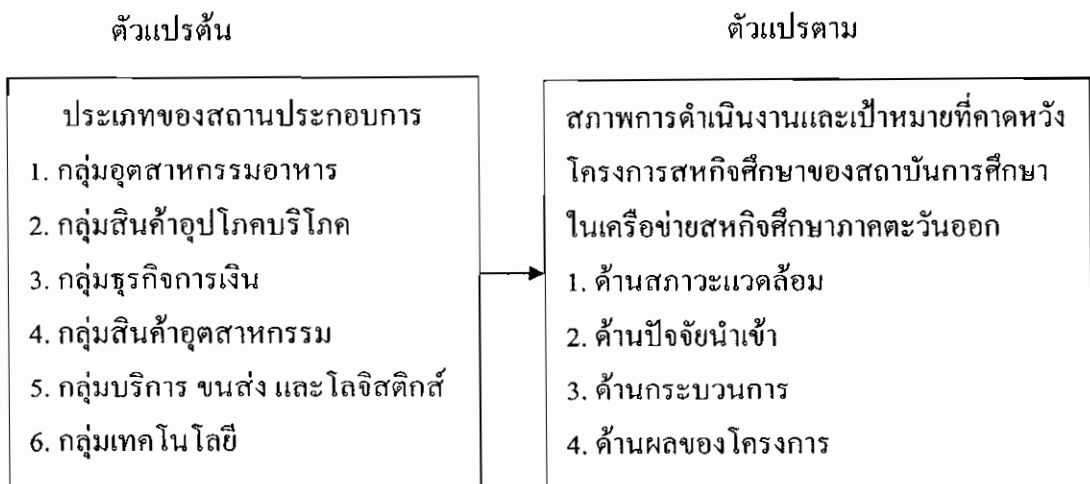 ตัวแปรต้น
ตัวแปรตาม
ประเภทของสถานประกอบการ
1. กลุ่มอุตสาหกรรมอาหาร
2. กลุ่มสินค้าอุปโภคบริโภค
3. กลุ่มธุรกิจการเงิน
4. กลุ่มสินค้าอุตสาหกรรม
5. กลุ่มบริการ ขนส่ง และโลจิสติกส์
6. กลุ่มเทคโนโลยี
สภาพการดำเนินงานและเป้าหมายที่คาดหวัง
โครงการสหกิจศึกษาของสถาบันการศึกษา
ในเครือข่ายสหกิจศึกษาภาคตะวันออก
1. ด้านสภาวะแวดล้อม
2. ด้านปัจจัยนำเข้า
3. ด้านกระบวนการ
4. ด้านผลของโครงการ